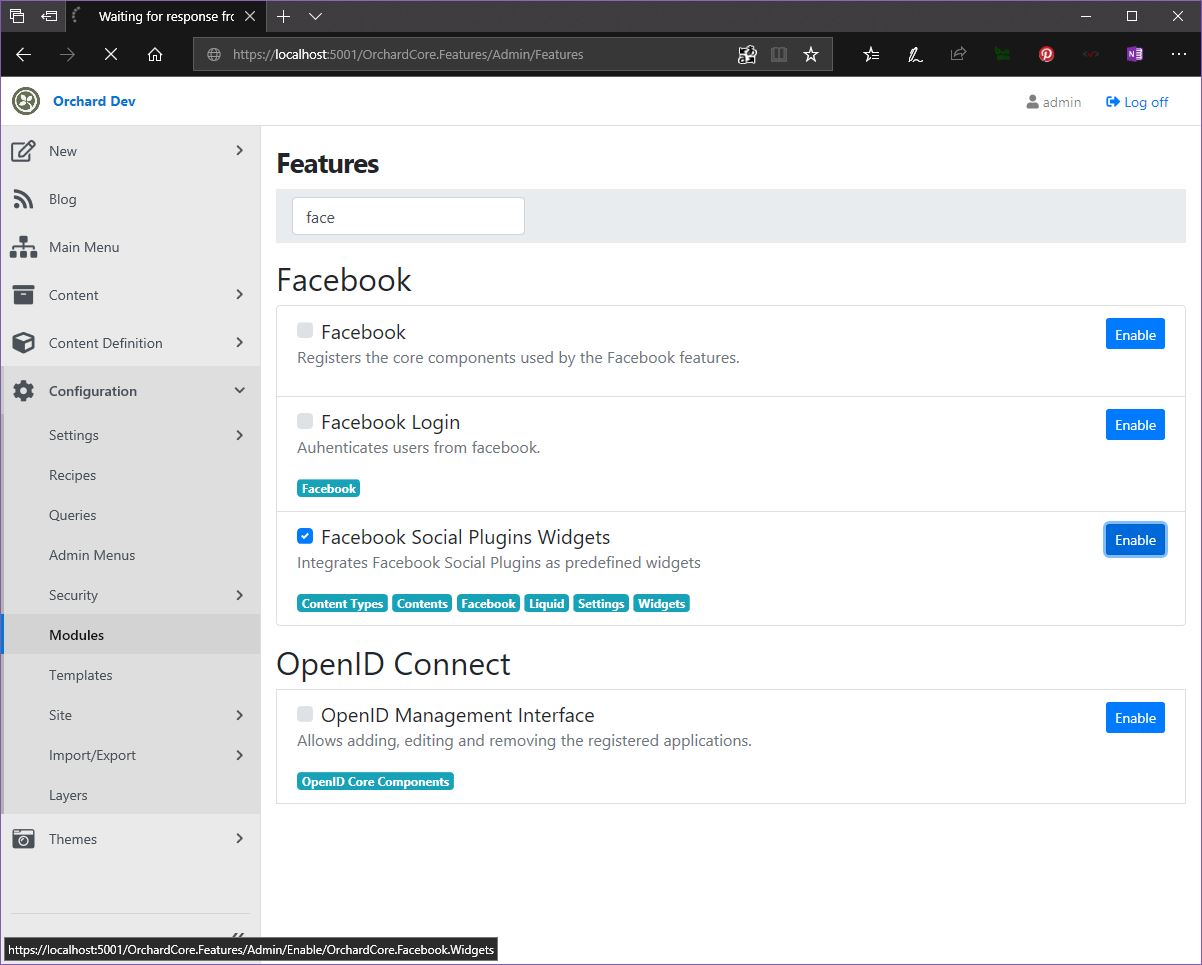 Waiting for response fro
https://localhost:5001/OrchardCore.Features/Admin/Features
Orchard Dev
admin
Log off
New
Blog
Main Menu
Content
Content Definition
Configuration
Settings
Recipes
Queries
Admin Menus
Security
Modules
Templates
Site
Import/Export
Layers
Themes
Features
face
Facebook
Facebook
Enable
Registers the core components used by the Facebook features.
Facebook Login
Enable
Auhenticates users from facebook.
Facebook
Facebook Social Plugins Widgets
Enable
Integrates Facebook Social Plugins as predefined widgets
Content Types Contents Facebook Liquid Settings Widgets
OpenID Connect
OpenID Management Interface
Enable
Allows adding, editing and removing the registered applications.
OpenID Core Components
https://localhost:5001/OrchardCore.Features/Admin/Enable/OrchardCore.Facebook.Widgets